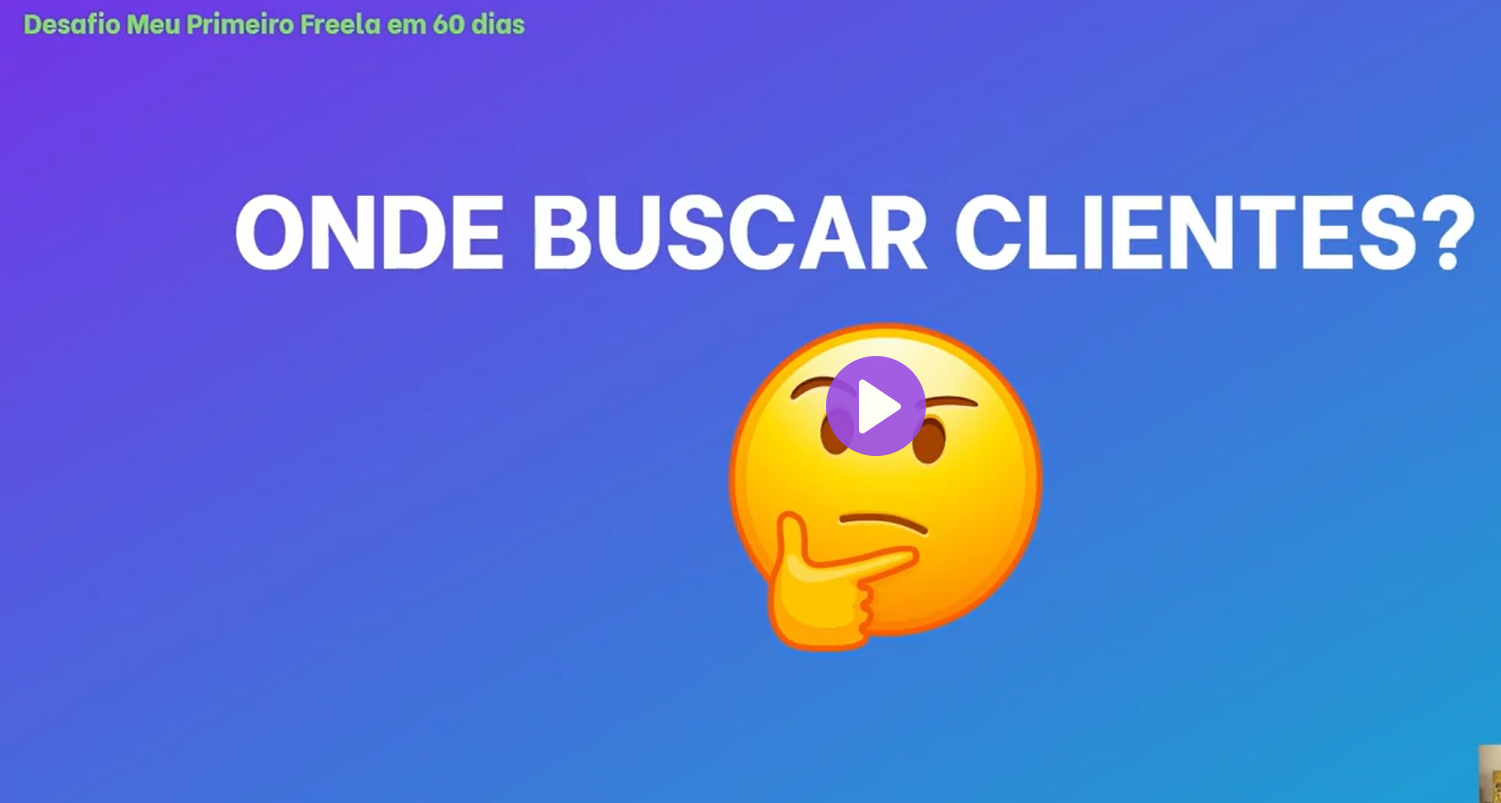 Desafio Meu Primeiro Freela em 60 dias
ONDE BUSCAR CLIENTES?